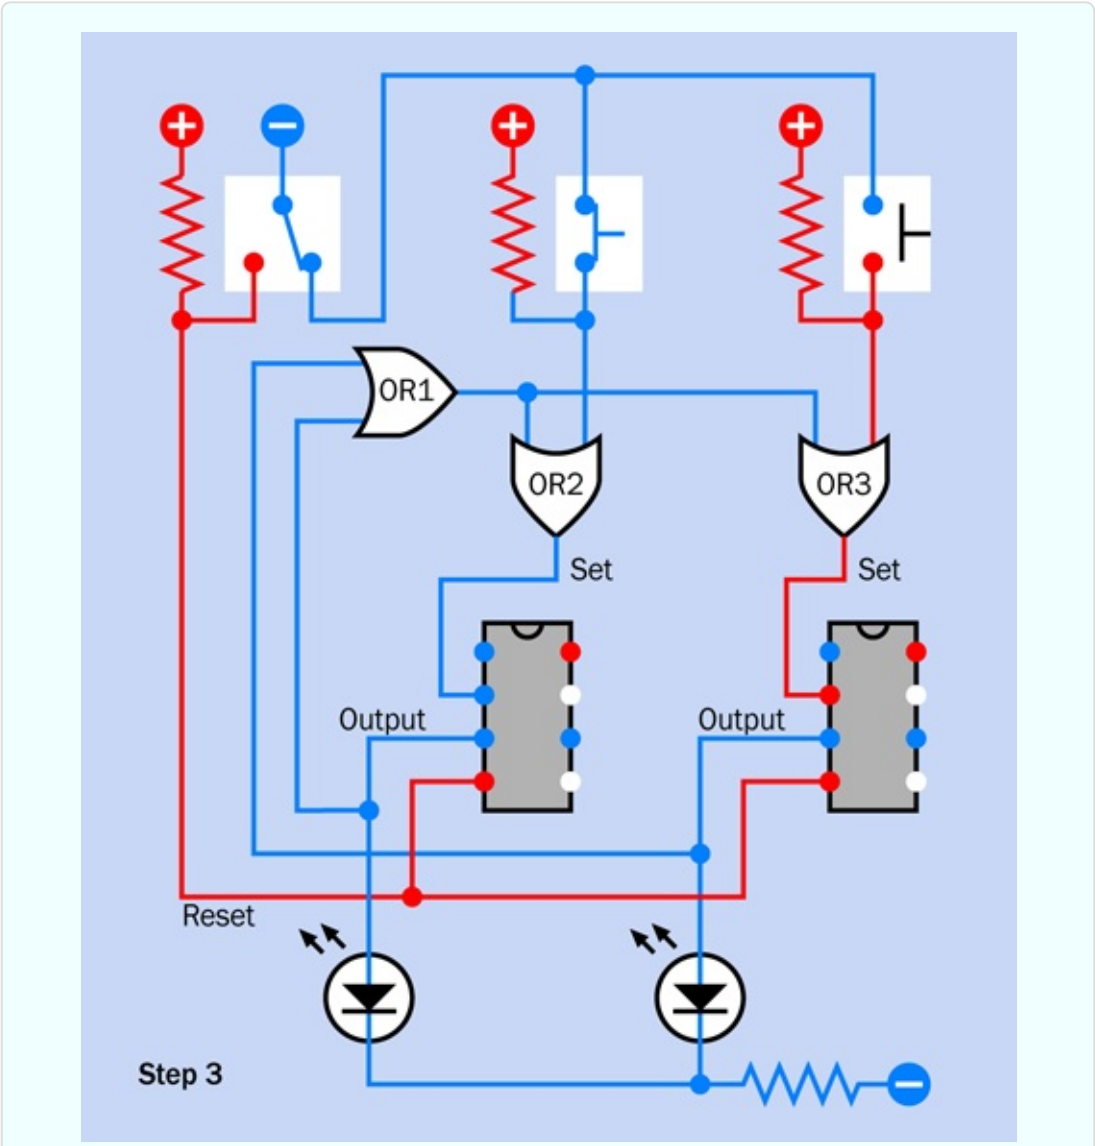 +
−
+
+
OR1
OR2
OR3
Set
Set
Output
Output
Reset
Step 3
−